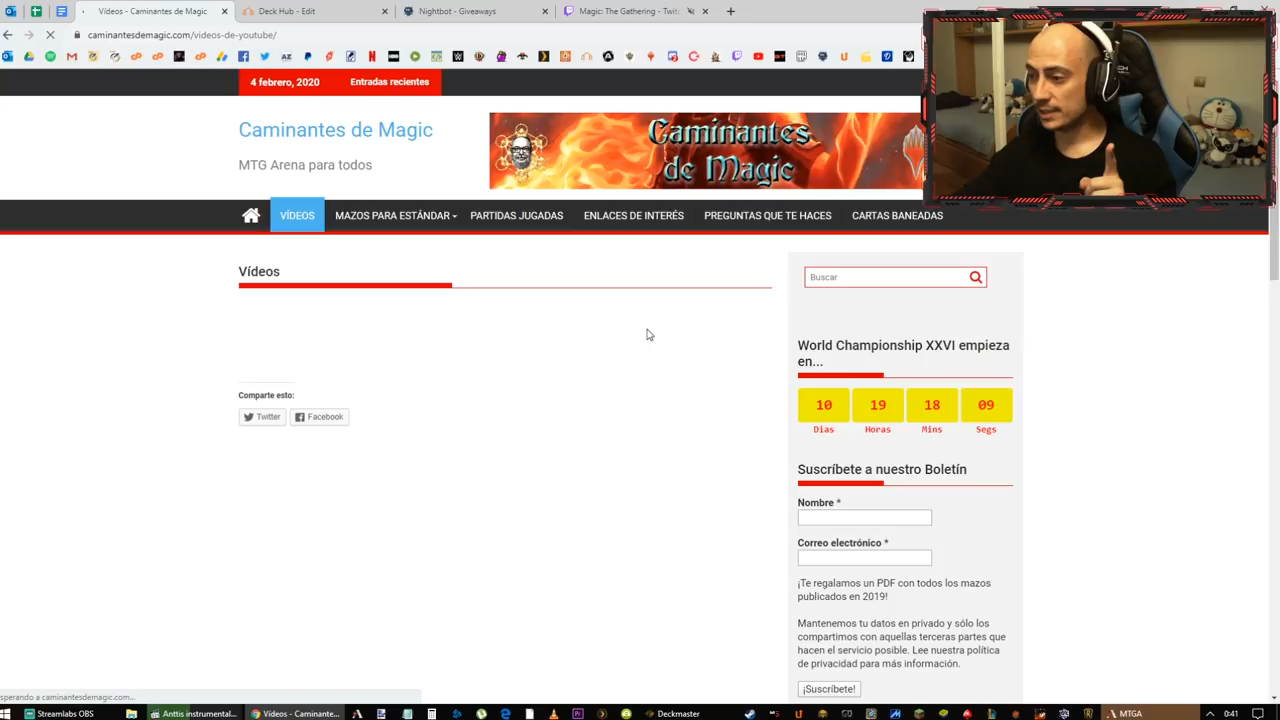 Vídeos - Caminantes de Magic
Deck Hub - Edit
Nightbot - Giveaways
Magic: The Gathering - Twit
caminantesdemagic.com/videos-de-youtube/
4 febrero, 2020
Entradas recientes
Caminantes de Magic
MTG Arena para todos
Caminantes
de Magic
VÍDEOS
MAZOS PARA ESTÁNDAR
PARTIDAS JUGADAS
ENLACES DE INTERÉS
PREGUNTAS QUE TE HACES
CARTAS BANEADAS
Vídeos
Buscar
World Championship XXVI empieza
en...
10 19 18 09
Dias Horas Mins Segs
Comparte esto:
Twitter
Facebook
Suscríbete a nuestro Boletín
Nombre *
Correo electrónico *
¡Te regalamos un PDF con todos los mazos
publicados en 2019!
Mantenemos tu datos en privado y sólo los
compartimos con aquellas terceras partes que
hacen el servicio posible. Lee nuestra política
de privacidad para más información.
¡Suscríbete!
sperando a caminantesdemagic.com...
Streamlabs OBS
Anttis instrumental...
Vídeos - Caminante...
Deckmaster
MTGA
0:41